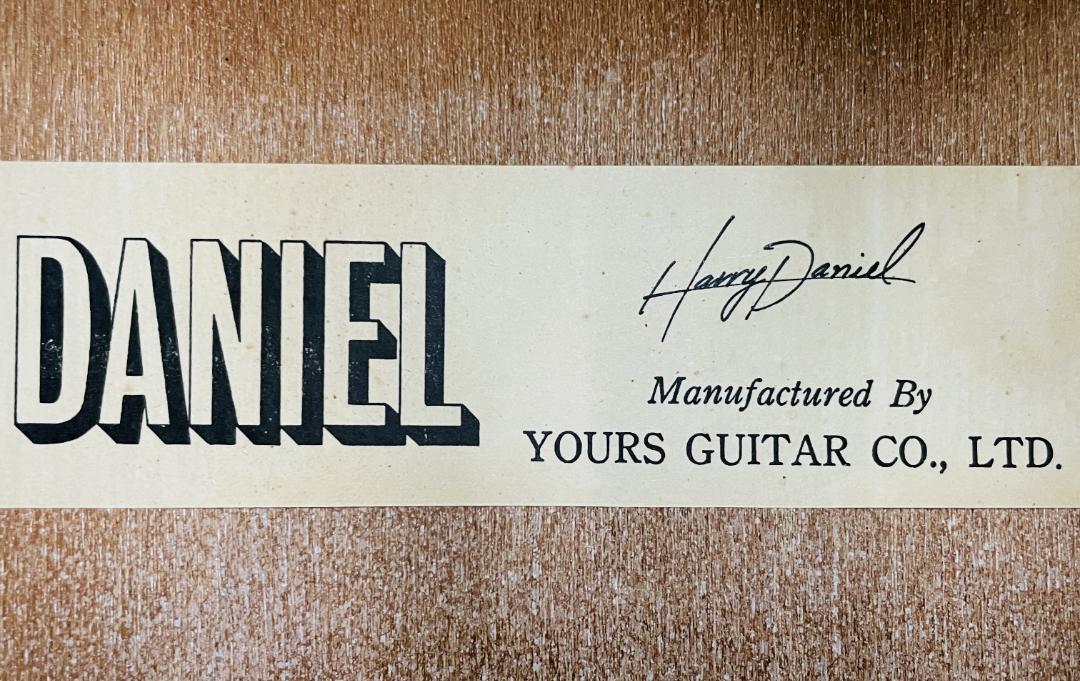 DANIEL
Harry Daniel
Manufactured By
YOURS GUITAR CO., LTD.